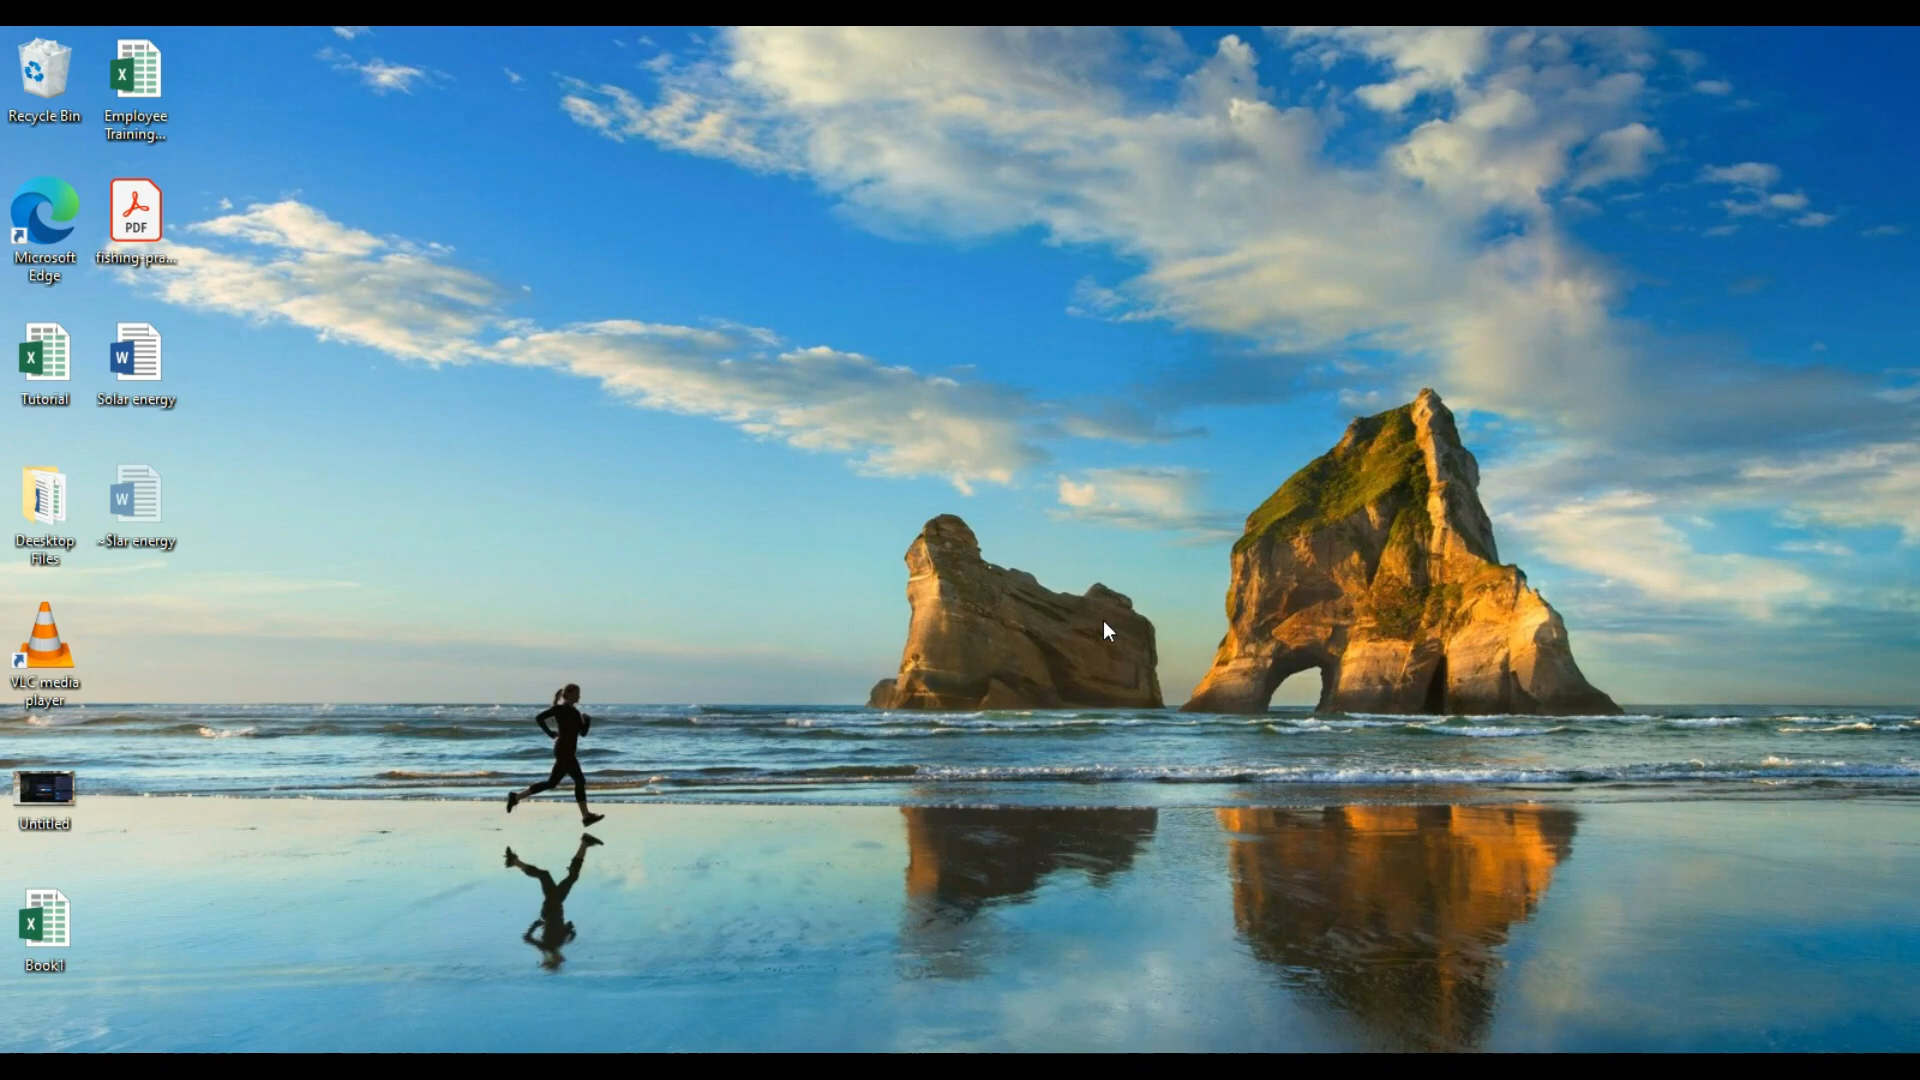 Recycle Bin
Employee
Training...
Microsoft
Edge
PDF
fishing-pra...
X
Tutorial
W
Solar energy
Deesktop
Files
W
~$lar energy
VLC media
player
Untitled
X
Book1
X